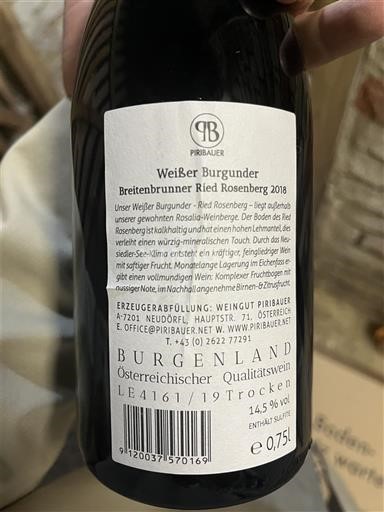 PB
PIRIBAUER
Weißer Burgunder
Breitenbrunner Ried Rosenberg 2018
Unser Weißer Burgunder - Ried Rosenberg – liegt außerhalb
unserer gewohnten Rosalia-Weinberge. Der Boden des Ried
Rosenberg ist kalkhaltig und hat einen hohen Lehmantel, dies
verleiht einen würzig-mineralischen Touch. Durch das Neu-
siedler-See-Klima entsteht ein kräftiger, feingliedriger Wein
mit saftiger Frucht. Monatelange Lagerung im Eichenfass er-
gibt einen vollmundigen Wein: Komplexer Fruchtbogen mit
nussiger Note, im Nachhall angenehme Birnen- & Zitrusfrucht.
ERZEUGERABFÜLLUNG: WEINGUT PIRIBAUER
A-7201 NEUDÖRFL, HAUPTSTR. 71, ÖSTERREICH
E. OFFICE@PIRIBAUER.NET W. WWW.PIRIBAUER.NET
T. +43 (0) 2622 77291
BURGENLAND
Österreichischer Qualitätswein
LE4161/19 Trocken
14,5 % vol
ENTHÄLT SULFITE
e 0,75l
9 120037 570169